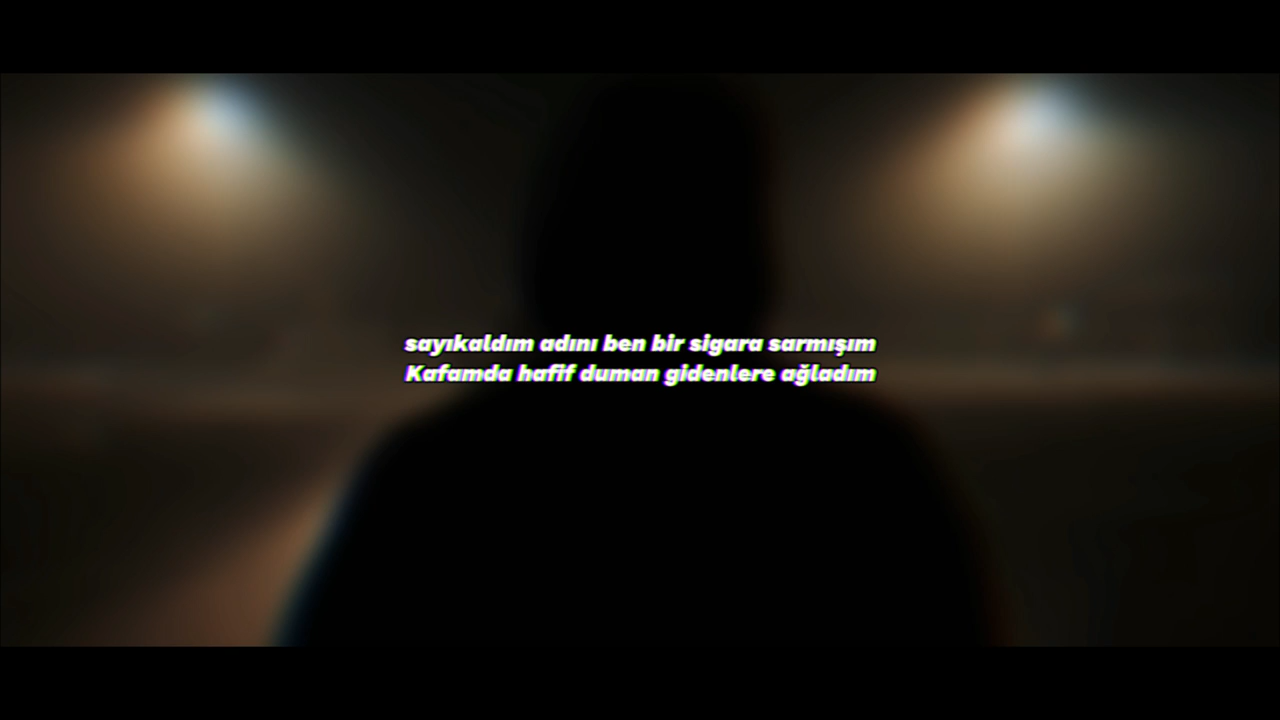 sayıkaldım adını ben bir sigara sarmışım
Kafamda hafif duman gidenlere ağladım